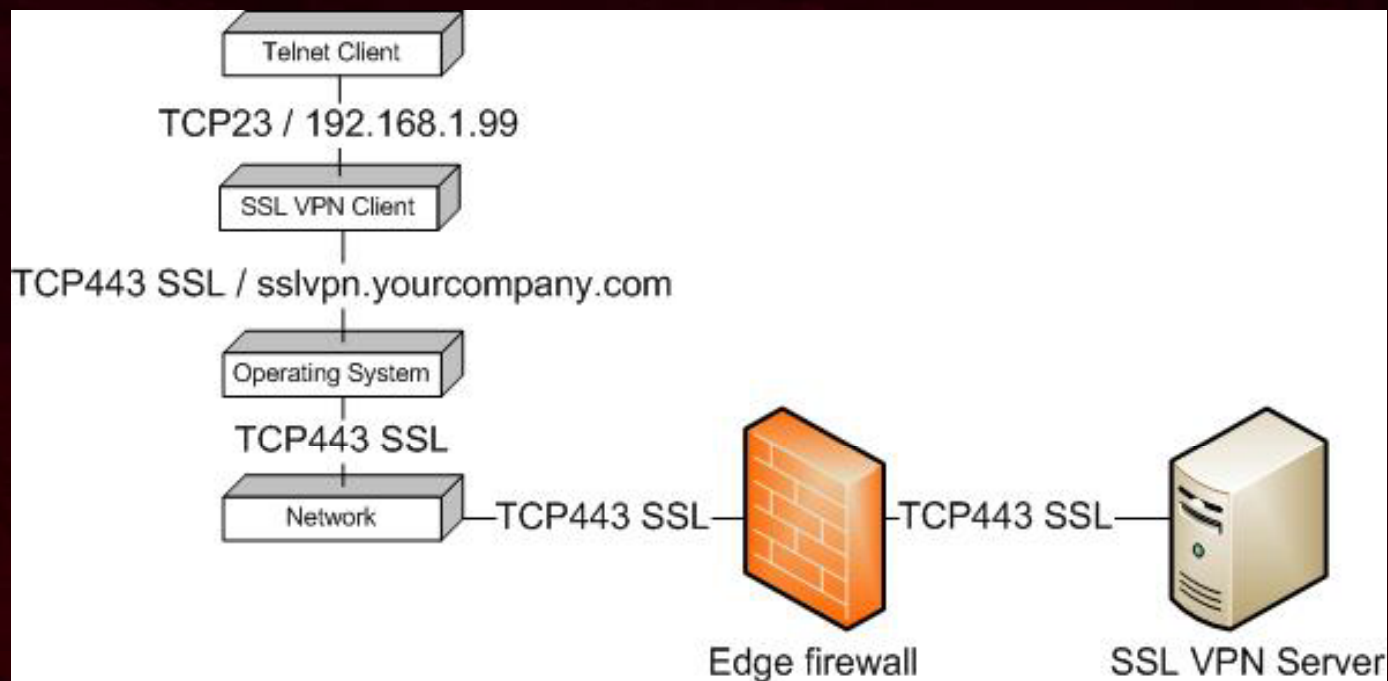 Telnet Client
TCP23 / 192.168.1.99
SSL VPN Client
TCP443 SSL / sslvpn.yourcompany.com
Operating System
TCP443 SSL
Network
TCP443 SSL
TCP443 SSL
Edge firewall
SSL VPN Server